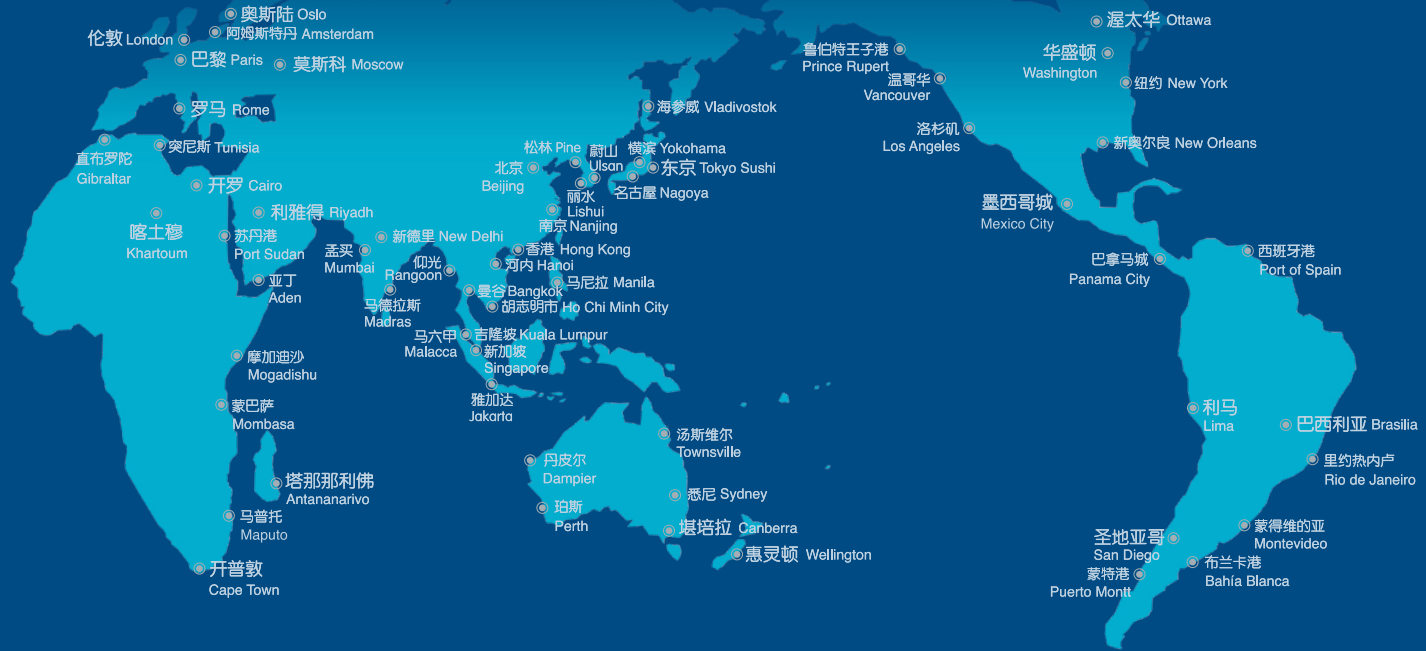 奥斯陆 Oslo
阿姆斯特丹 Amsterdam
伦敦 London
巴黎 Paris
莫斯科 Moscow
罗马 Rome
突尼斯 Tunisia
直布罗陀
Gibraltar
开罗 Cairo
利雅得 Riyadh
喀土穆
Khartoum
苏丹港
Port Sudan
亚丁
Aden
摩加迪沙
Mogadishu
蒙巴萨
Mombasa
塔那那利佛
Antananarivo
马普托
Maputo
开普敦
Cape Town
海参威 Vladivostok
松林 Pine
蔚山
Ulsan
横滨 Yokohama
北京
Beijing
东京 Tokyo Sushi
丽水
Lishui
名古屋 Nagoya
南京 Nanjing
新德里 New Delhi
孟买
Mumbai
仰光
Rangoon
香港 Hong Kong
河内 Hanoi
马德拉斯
Madras
曼谷 Bangkok
马尼拉 Manila
胡志明市 Ho Chi Minh City
马六甲
Malacca
吉隆坡 Kuala Lumpur
新加坡
Singapore
雅加达
Jakarta
汤斯维尔
Townsville
丹皮尔
Dampier
珀斯
Perth
悉尼 Sydney
堪培拉 Canberra
惠灵顿 Wellington
渥太华 Ottawa
鲁伯特王子港
Prince Rupert
华盛顿
Washington
温哥华
Vancouver
纽约 New York
洛杉矶
Los Angeles
新奥尔良 New Orleans
墨西哥城
Mexico City
巴拿马城
Panama City
西班牙港
Port of Spain
利马
Lima
巴西利亚 Brasilia
里约热内卢
Rio de Janeiro
圣地亚哥
San Diego
蒙得维的亚
Montevideo
蒙特港
Puerto Montt
布兰卡港
Bahía Blanca